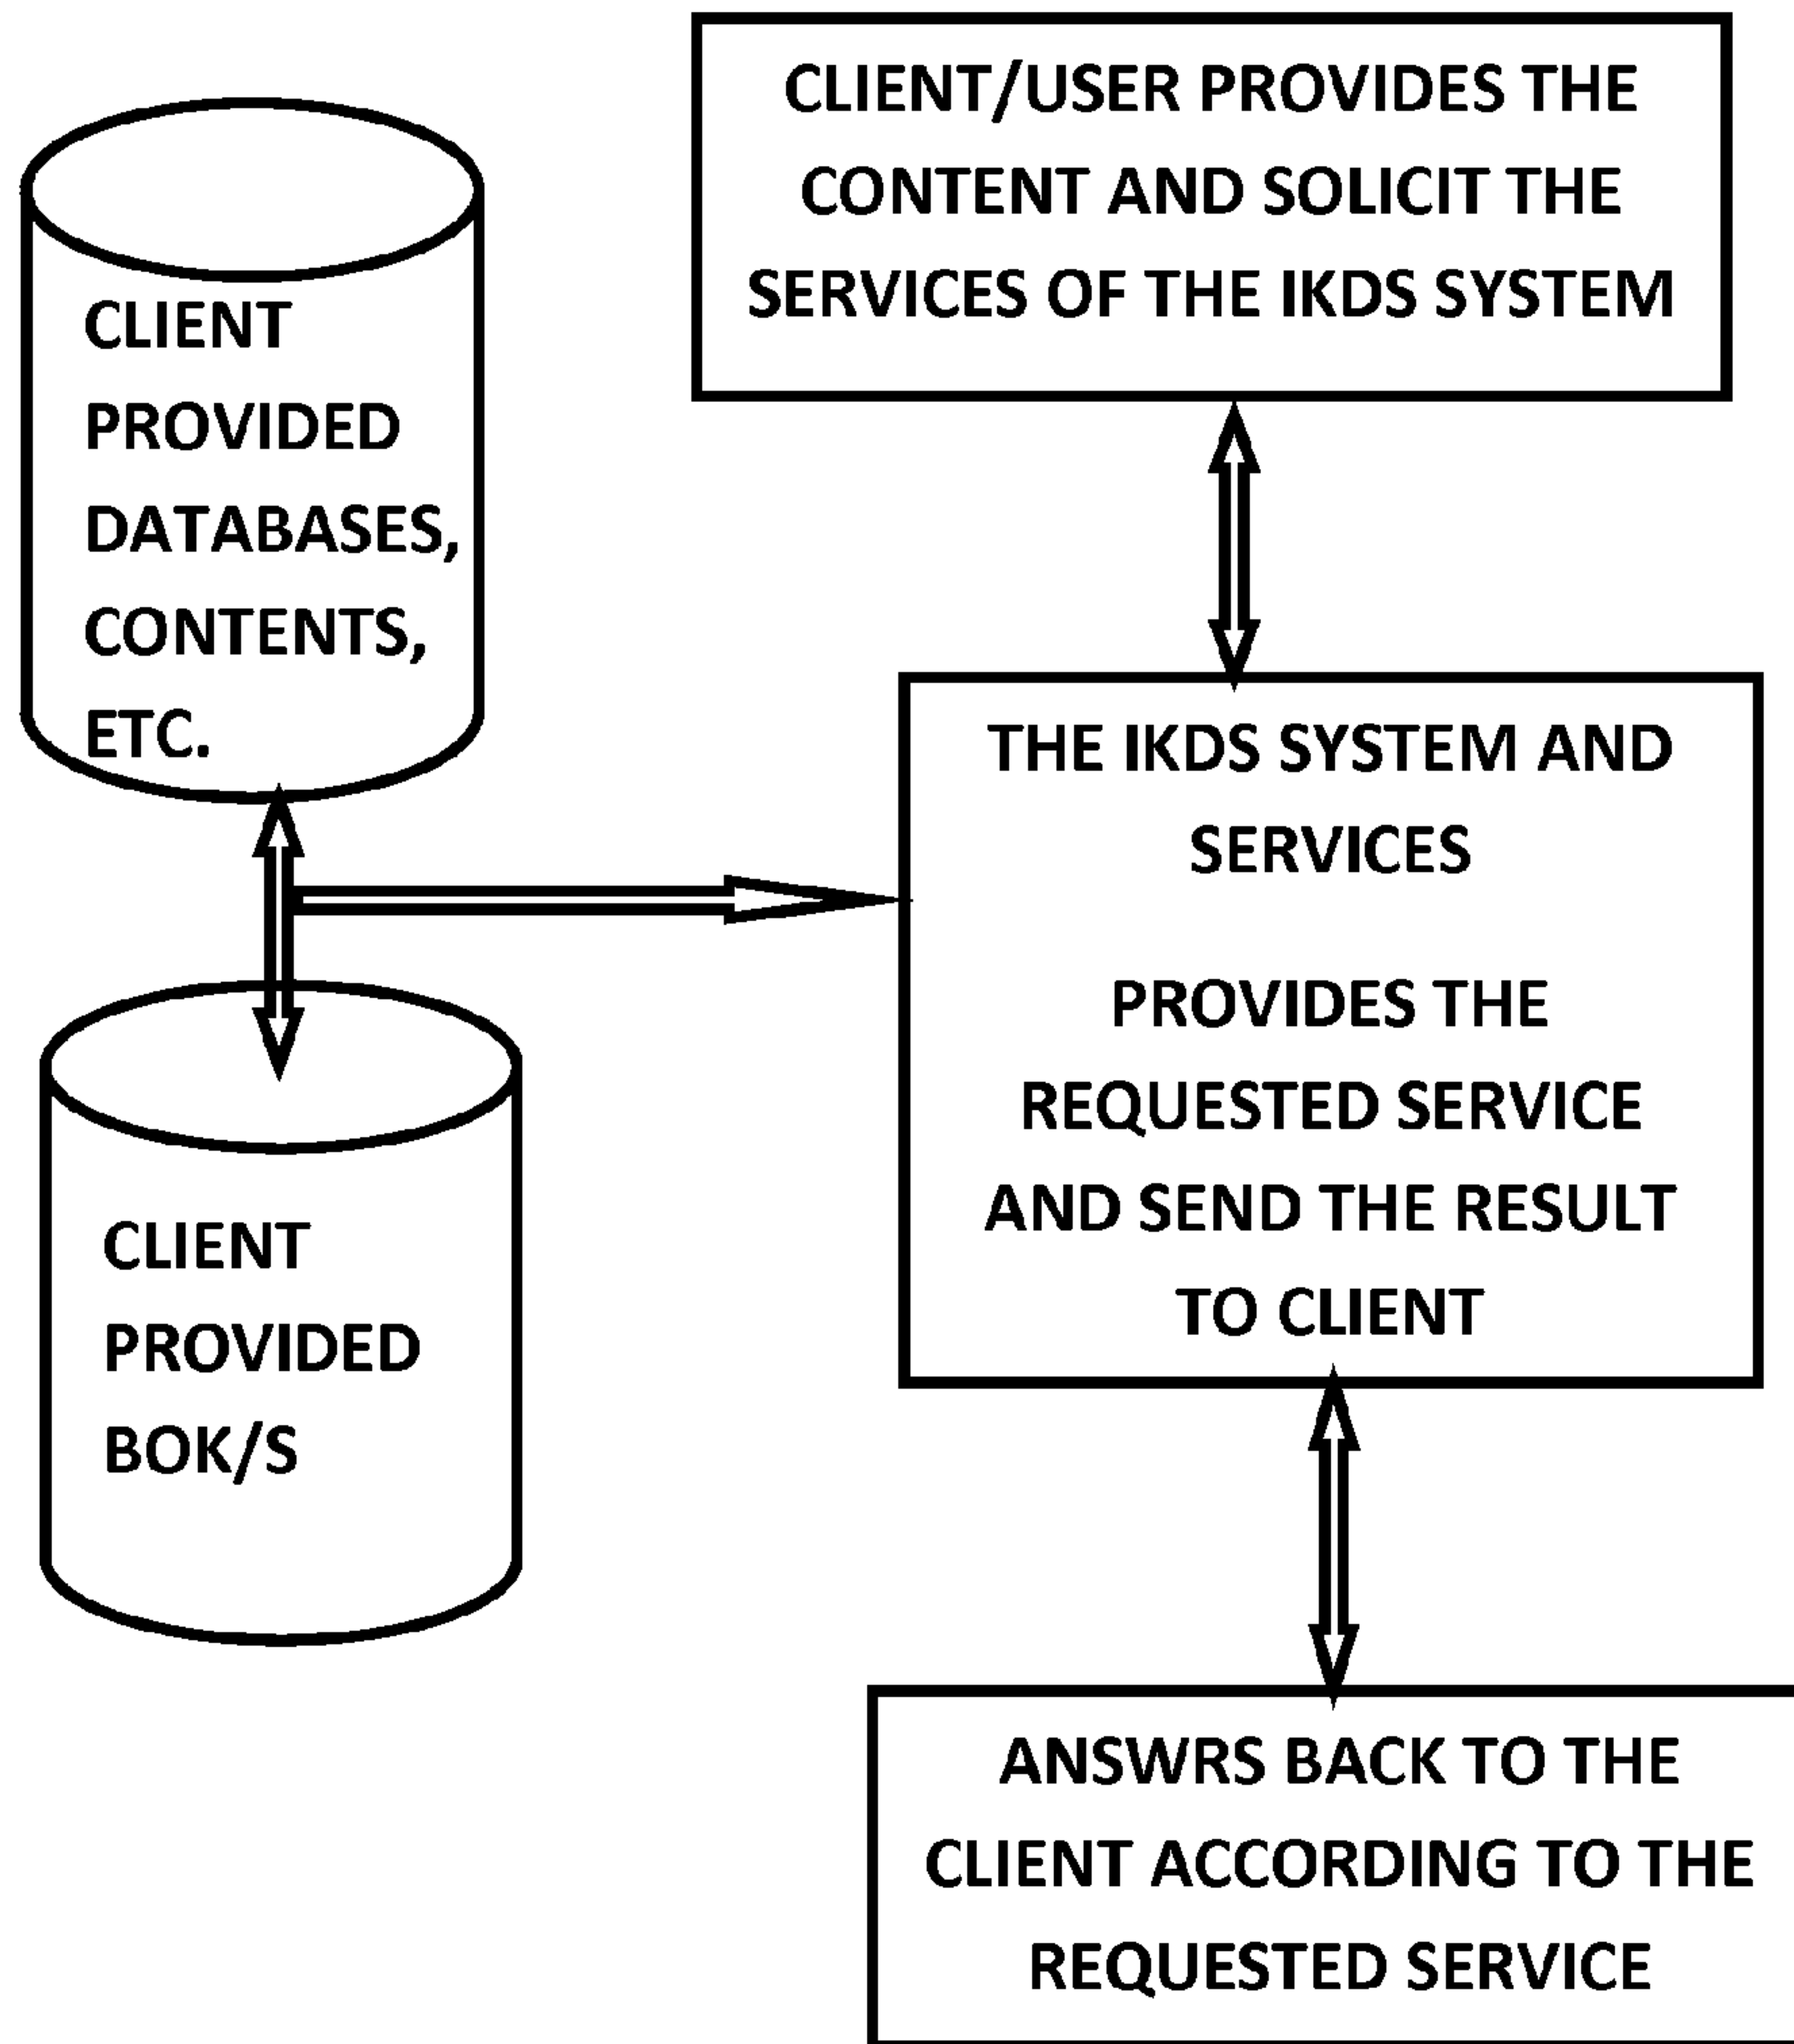 CLIENT/USER PROVIDES THE
CONTENT AND SOLICIT THE
SERVICES OF THE IKDS SYSTEM
CLIENT
PROVIDED
DATABASES,
CONTENTS,
ETC.
THE IKDS SYSTEM AND
SERVICES
PROVIDES THE
REQUESTED SERVICE
AND SEND THE RESULT
TO CLIENT
CLIENT
PROVIDED
BOK/S
ANSWRS BACK TO THE
CLIENT ACCORDING TO THE
REQUESTED SERVICE